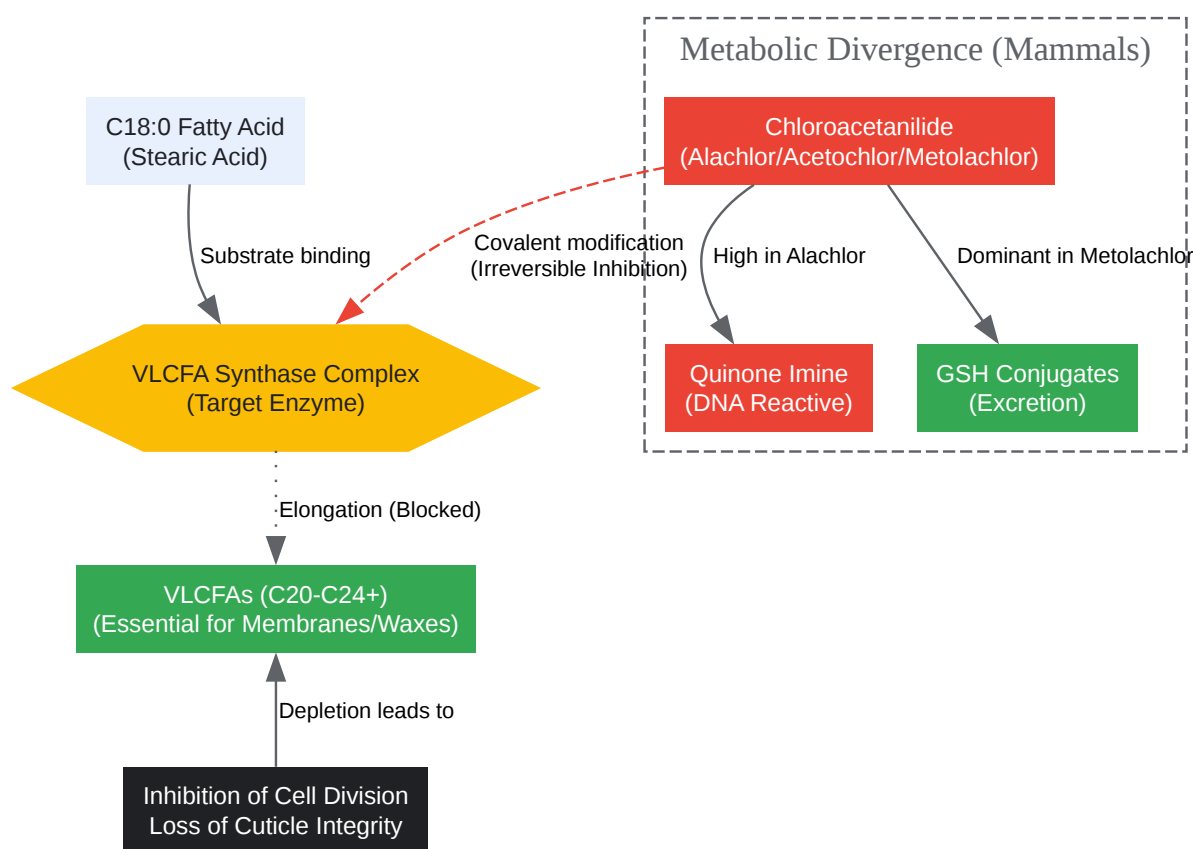 Metabolic Divergence (Mammals)
C18:0 Fatty Acid
(Stearic Acid)
Chloroacetanilide
(Alachlor/Acetochlor/Metolachlor)
Substrate binding
Covalent modification
(Irreversible Inhibition)
High in Alachlor
Dominant in Metolachlor
VLCFA Synthase Complex
(Target Enzyme)
Quinone Imine
(DNA Reactive)
GSH Conjugates
(Excretion)
Elongation (Blocked)
VLCFAs (C20-C24+)
(Essential for Membranes/Waxes)
Depletion leads to
Inhibition of Cell Division
Loss of Cuticle Integrity